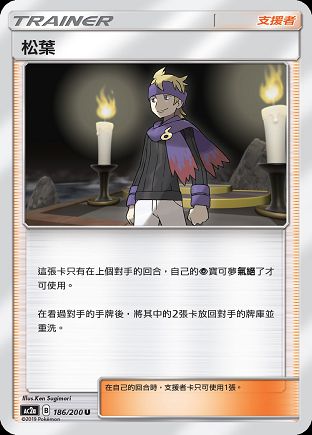 TRAINER 支援者
松葉
這張卡只有在上個對手的回合，自己的寶可夢氣絕了才
可使用。
在看過對手的手牌後，將其中的2張卡放回對手的牌庫並
重洗。
Illus.Ken Sugimori
AC2a B 186/200 U
©2019 Pokémon
在自己的回合時，支援者卡只可使用1張。